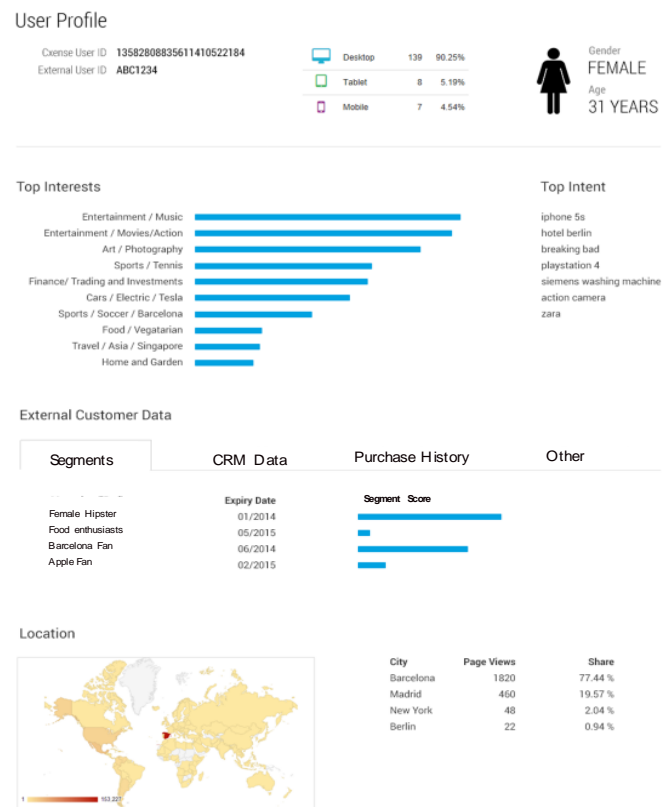 User Profile
Cxense User ID 13582808835611410522184
External User ID ABC1234
Desktop 139 90.25%
Tablet 8 5.19%
Mobile 7 4.54%
Gender
FEMALE
Age
31 YEARS
Top Interests
Entertainment / Music
Entertainment / Movies/Action
Art / Photography
Sports / Tennis
Finance/ Trading and Investments
Cars / Electric / Tesla
Sports / Soccer / Barcelona
Food / Vegatarian
Travel / Asia / Singapore
Home and Garden
Top Intent
iphone 5s
hotel berlin
breaking bad
playstation 4
siemens washing machine
action camera
zara
External Customer Data
Segments CRM Data Purchase History Other
Expiry Date Segment Score
Female Hipster 01/2014
Food enthusiasts 05/2015
Barcelona Fan 06/2014
Apple Fan 02/2015
Location
City Page Views Share
Barcelona 1820 77.44 %
Madrid 460 19.57 %
New York 48 2.04 %
Berlin 22 0.94 %
1 153,227